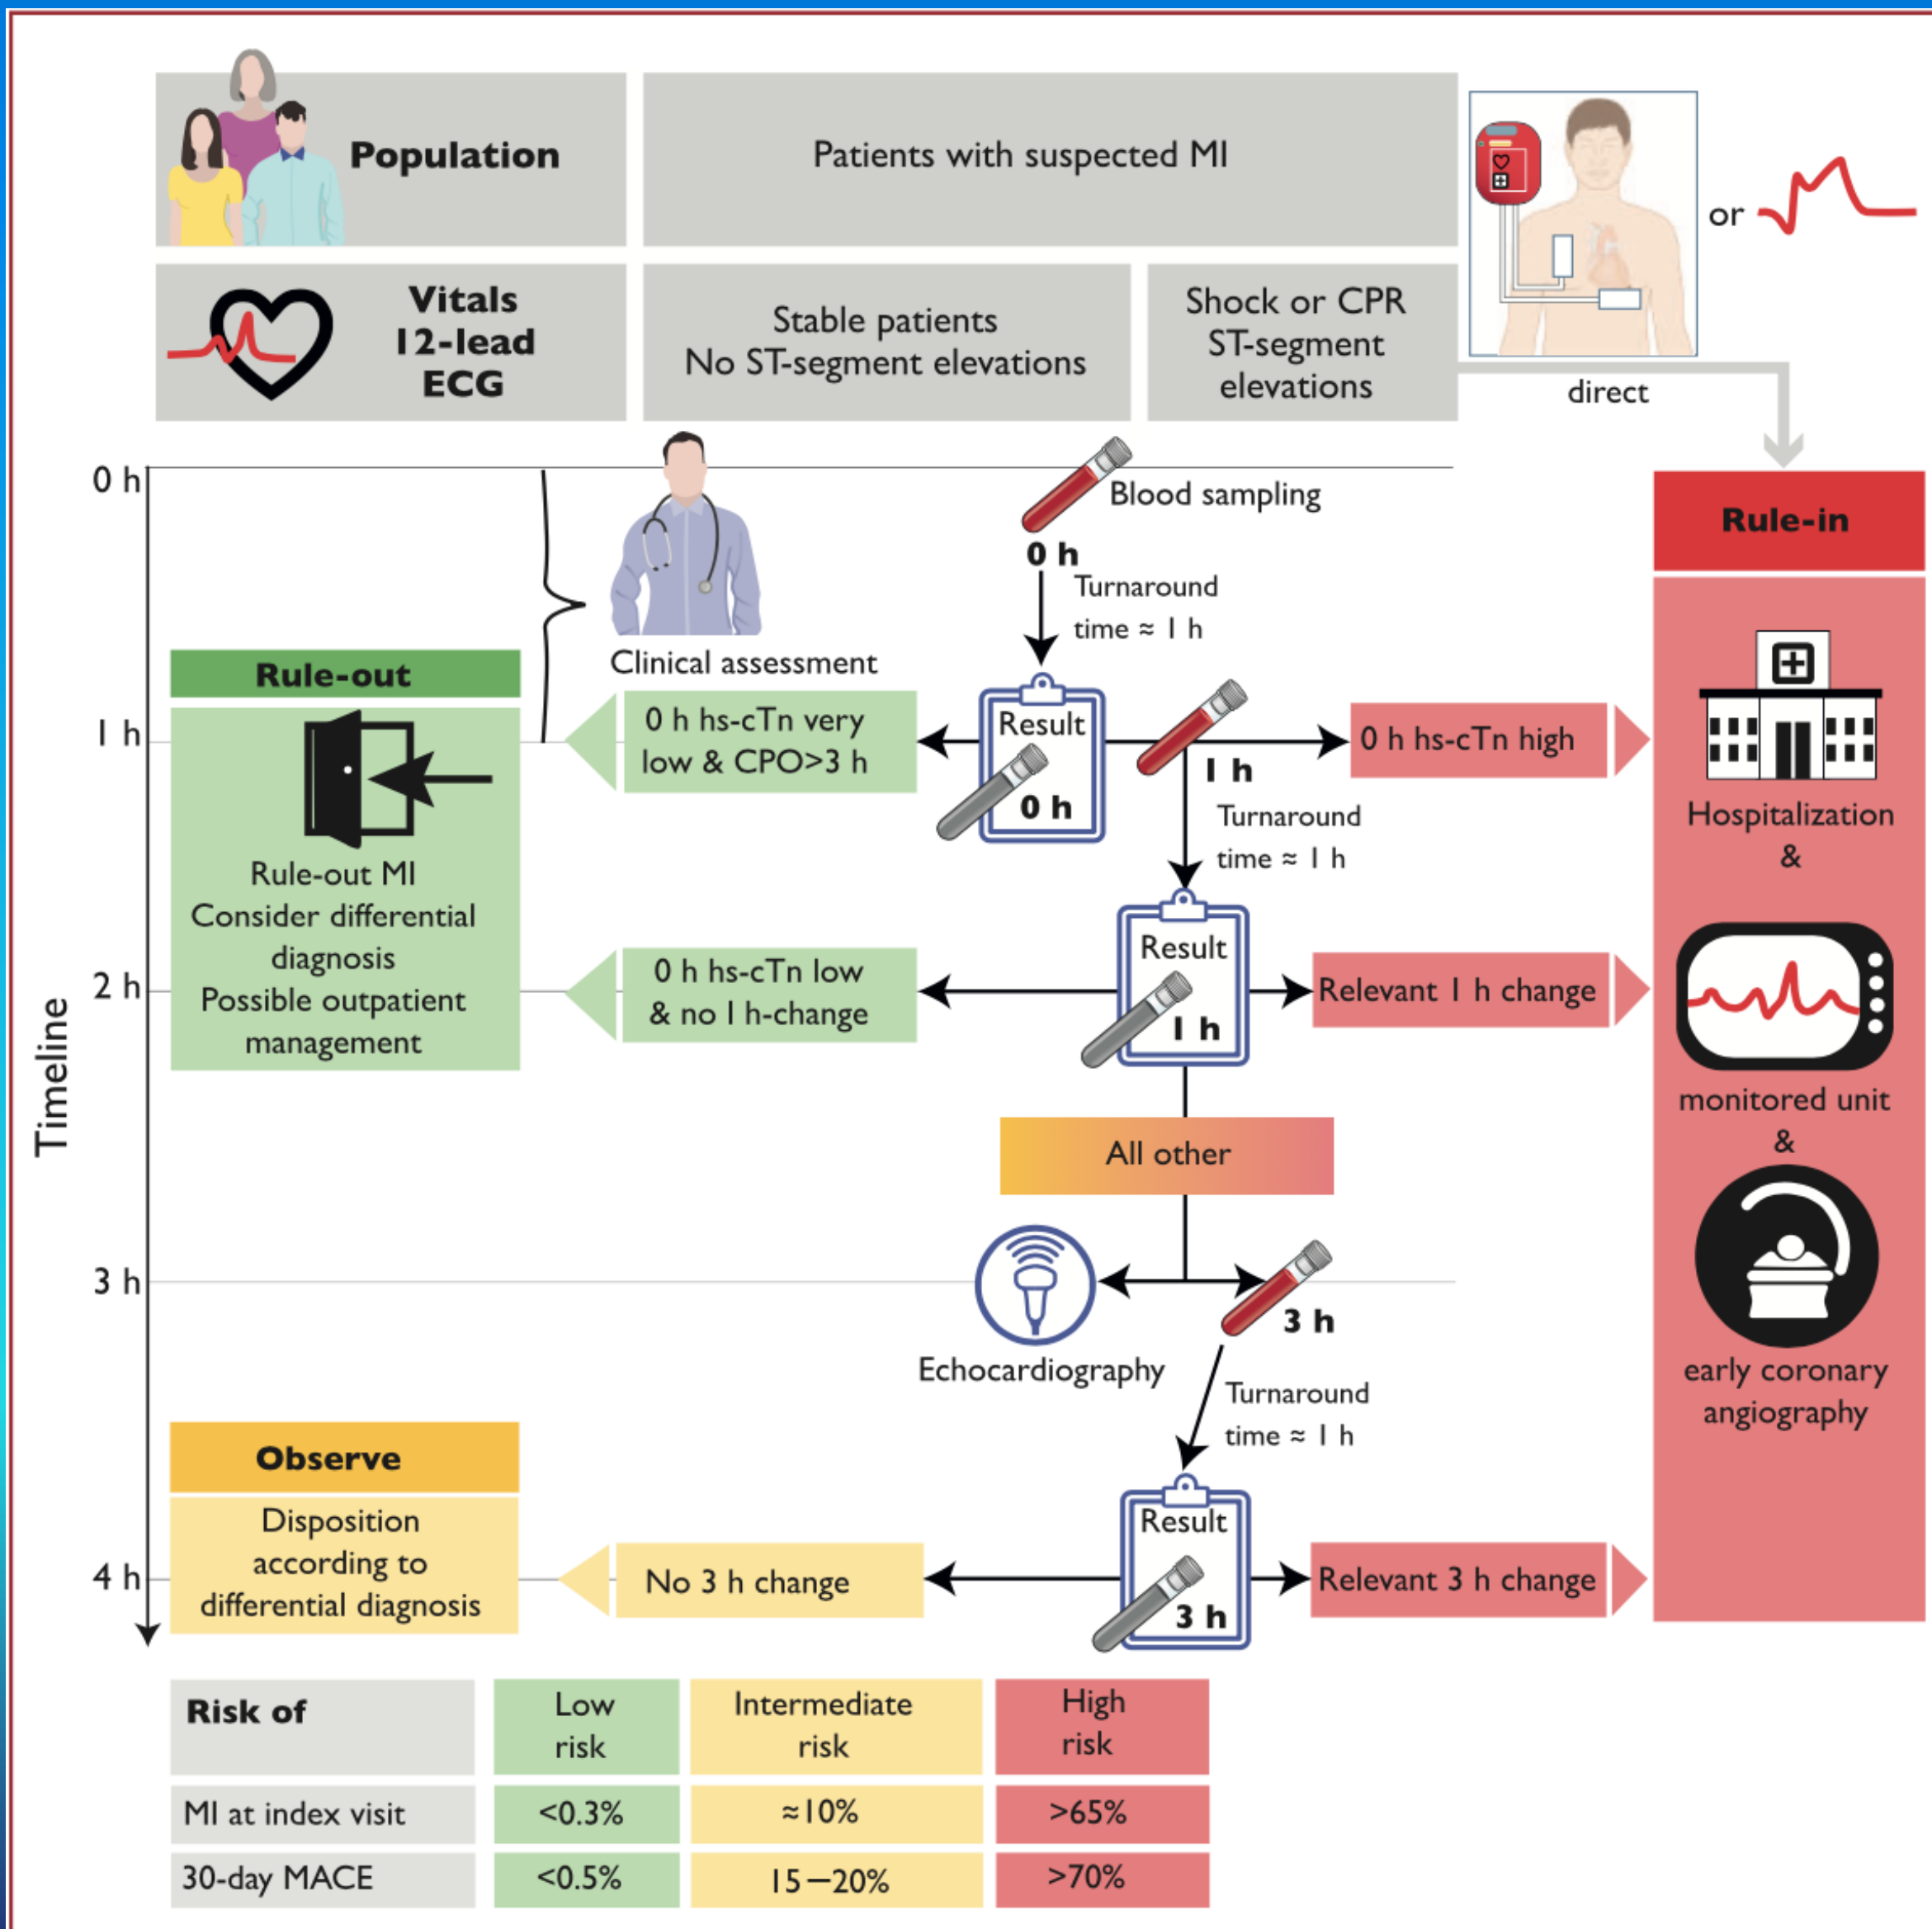 Population
Patients with suspected MI
or
Vitals
12-lead
ECG
Stable patients
No ST-segment elevations
Shock or CPR
ST-segment
elevations
direct
Timeline
0 h
Blood sampling
0 h
Turnaround
time ≈ 1 h
Clinical assessment
Rule-in
Rule-out
1 h
0 h hs-cTn very
low & CPO>3 h
Result
0 h
1 h
0 h hs-cTn high
Turnaround
time ≈ 1 h
Hospitalization
&
monitored unit
&
early coronary
angiography
Rule-out MI
Consider differential
diagnosis
Possible outpatient
management
2 h
0 h hs-cTn low
& no 1 h-change
Result
1 h
Relevant 1 h change
All other
3 h
Echocardiography
3 h
Turnaround
time ≈ 1 h
Observe
Disposition
according to
differential diagnosis
4 h
No 3 h change
Result
3 h
Relevant 3 h change
Risk of
Low
risk
Intermediate
risk
High
risk
MI at index visit
<0.3%
≈10%
>65%
30-day MACE
<0.5%
15—20%
>70%